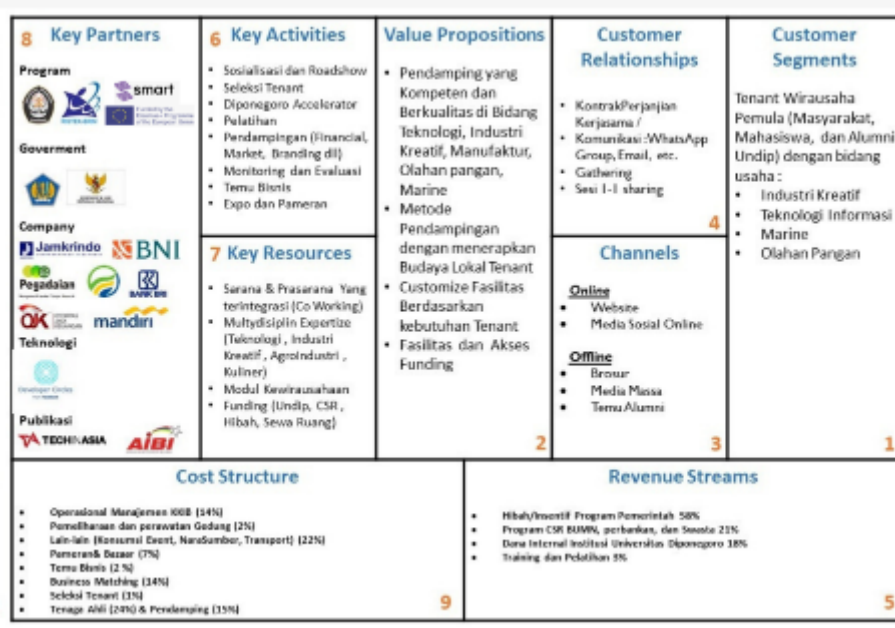 8 Key Partners
Program
smart
Goverment
Company
Jamkrindo BNI
Pegadaian BANK BRI
OJK mandiri
Teknologi
Developer Circles
Publikasi
TECHINASIA AIBI
6 Key Activities
• Sosialisasi dan Roadshow
• Seleksi Tenant
• Diponegoro Accelerator
• Pelatihan
• Pendampingan (Financial,
Market, Branding dll)
• Monitoring dan Evaluasi
• Temu Bisnis
• Expo dan Pameran
7 Key Resources
• Sarana & Prasarana Yang
terintegrasi (Co Working)
• Multydisiplin Expertize
(Teknologi , Industri
Kreatif , Agroindustri ,
Kuliner)
• Modul Kewirausahaan
• Funding (Undip, CSR ,
Hibah, Sewa Ruang)
Value Propositions
• Pendamping yang
Kompeten dan
Berkualitas di Bidang
Teknologi, Industri
Kreatif, Manufaktur,
Olahan pangan,
Marine
• Metode
Pendampingan
dengan menerapkan
Budaya Lokal Tenant
• Customize Fasilitas
Berdasarkan
kebutuhan Tenant
• Fasilitas dan Akses
Funding
2
Customer
Relationships
• KontrakPerjanjian
Kerjasama /
• Komunikasi :WhatsApp
Group, Email, etc.
• Gathering
• Sesi 1-1 sharing
4
Channels
Online
• Website
• Media Sosial Online
Offline
• Brosur
• Media Massa
• Temu Alumni
3
Customer
Segments
Tenant Wirausaha
Pemula (Masyarakat,
Mahasiswa, dan Alumni
Undip) dengan bidang
usaha :
• Industri Kreatif
• Teknologi Informasi
• Marine
• Olahan Pangan
1
Cost Structure
• Operasional Manajemen KKIB (14%)
• Pemeliharaan dan perawatan Gedung (2%)
• Lain-lain (Konsumsi Event, NaraSumber, Transport) (22%)
• Pameran& Bazaar (7%)
• Temu Bisnis (2 %)
• Business Matching (14%)
• Seleksi Tenant (1%)
• Tenaga Ahli (24%) & Pendamping (15%)
9
Revenue Streams
• Hibah/Insentif Program Pemerintah 58%
• Program CSR BUMN, perbankan, dan Swasta 21%
• Dana Internal Institusi Universitas Diponegoro 18%
• Training dan Pelatihan 3%
5